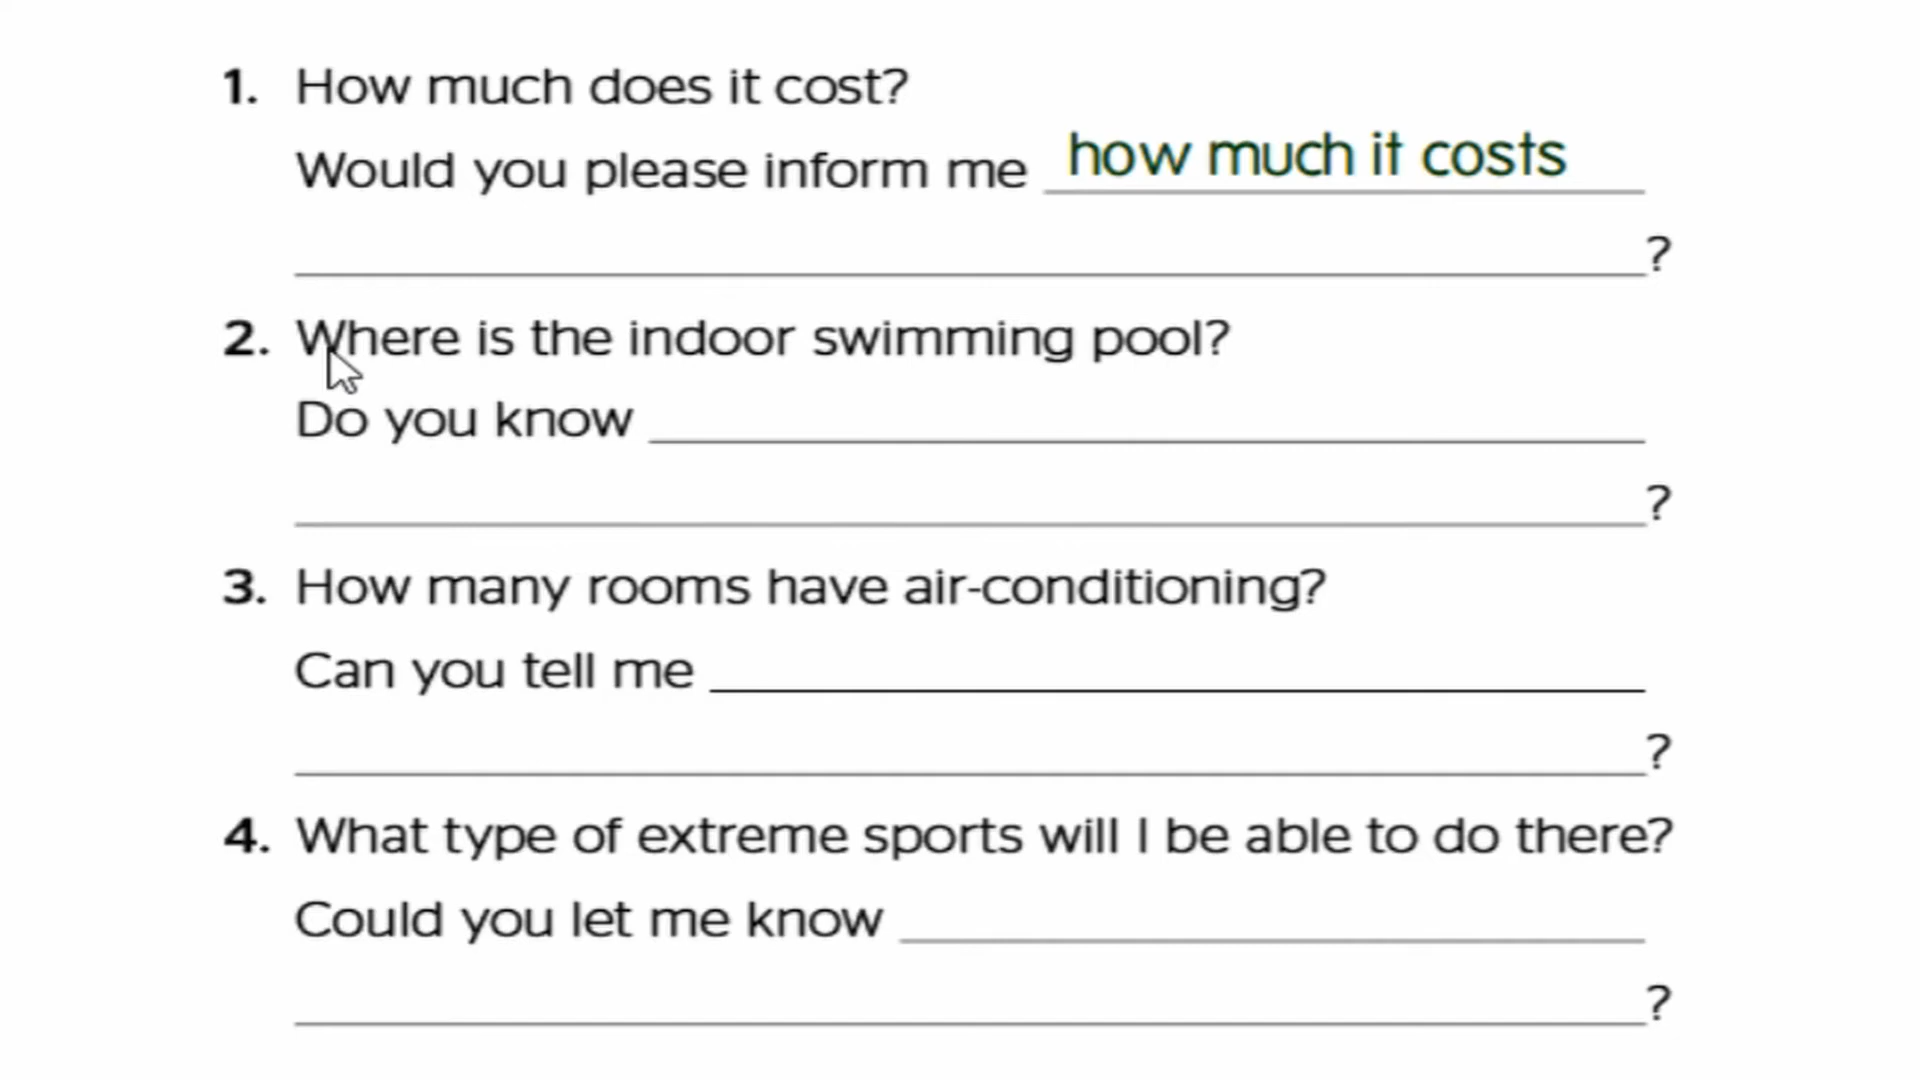 1. How much does it cost?
Would you please inform me how much it costs
?
2. Where is the indoor swimming pool?
Do you know
?
3. How many rooms have air-conditioning?
Can you tell me
?
4. What type of extreme sports will I be able to do there?
Could you let me know
?